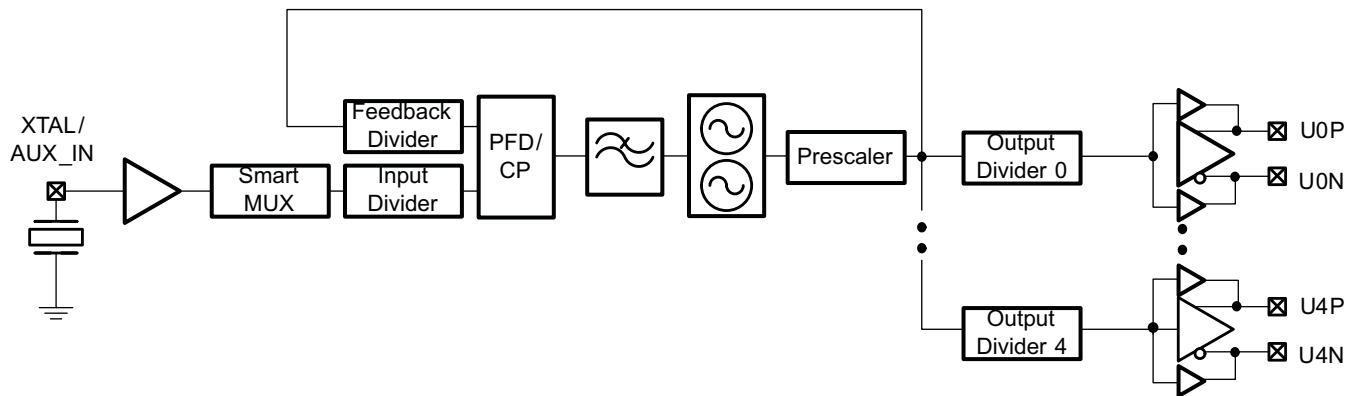 XTAL/
AUX_IN
Smart
MUX
Feedback
Divider
Input
Divider
PFD/
CP
Prescaler
Output
Divider 0
U0P
U0N
Output
Divider 4
U4P
U4N